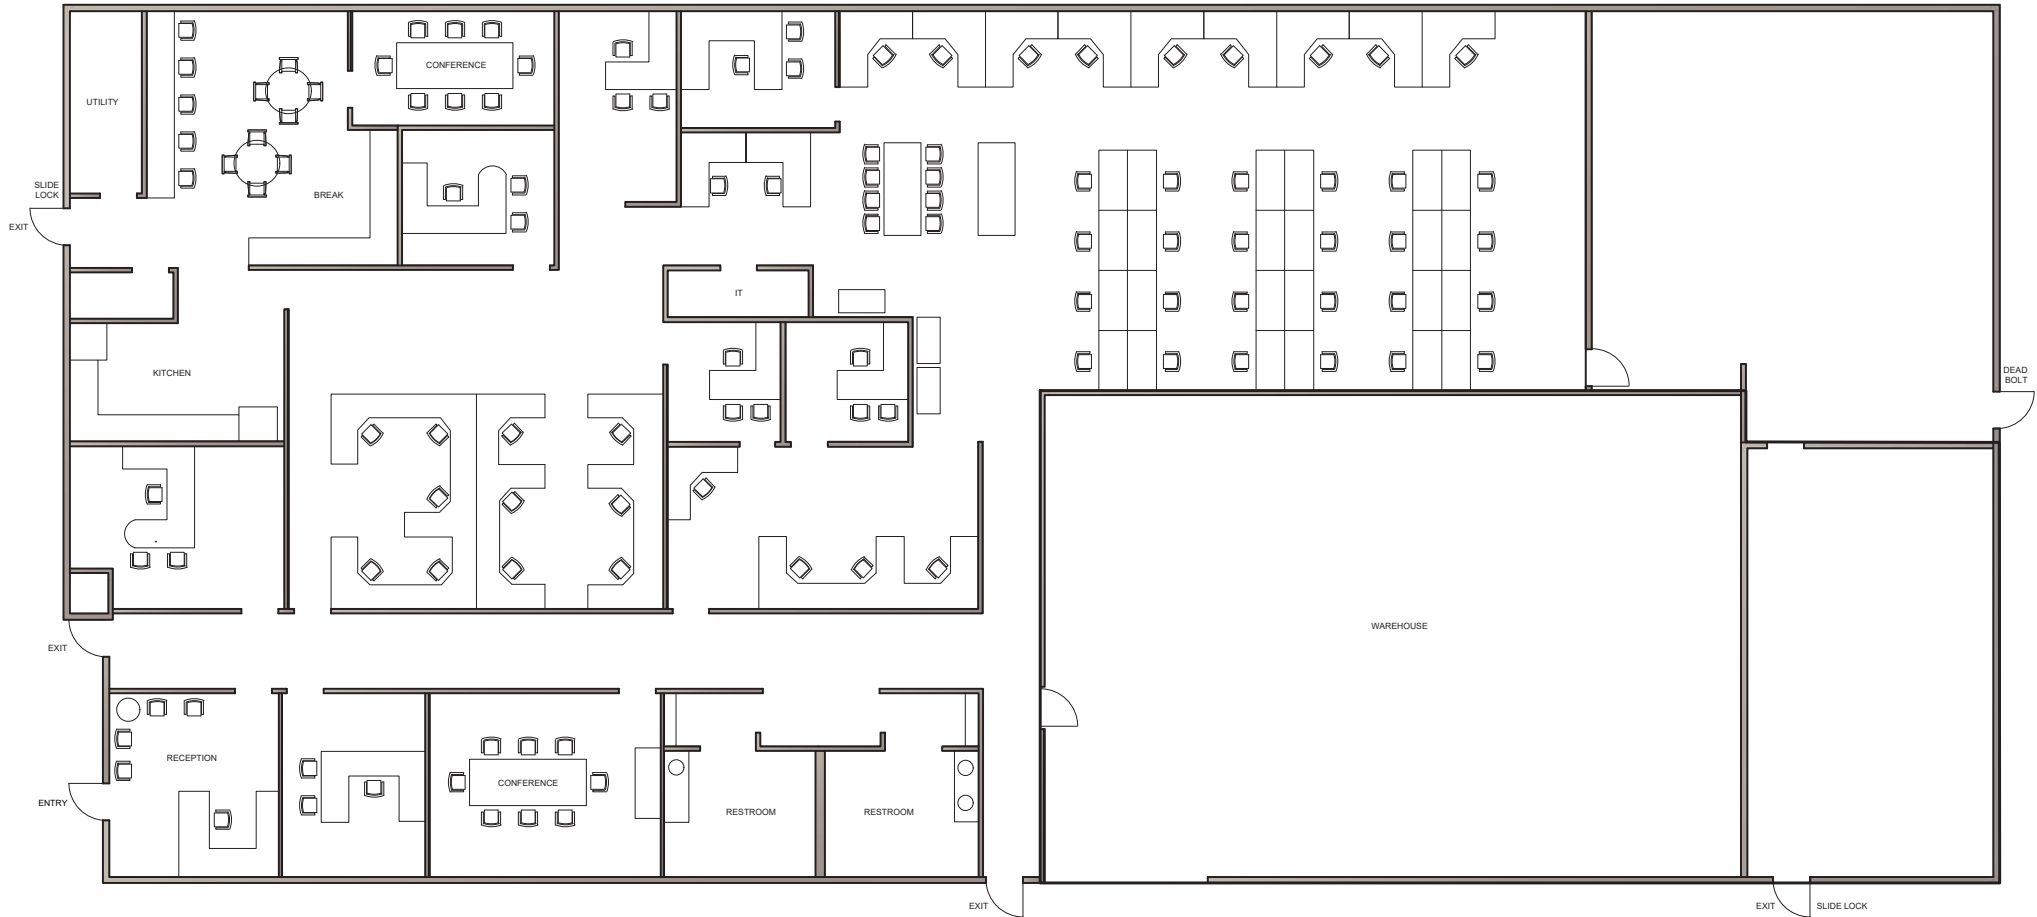 CONFERENCE
UTILITY
SLIDE
LOCK
BREAK
EXIT
IT
KITCHEN
DEAD
BOLT
WAREHOUSE
EXIT
RECEPTION
CONFERENCE
ENTRY
RESTROOM
RESTROOM
EXIT
EXIT
SLIDE LOCK